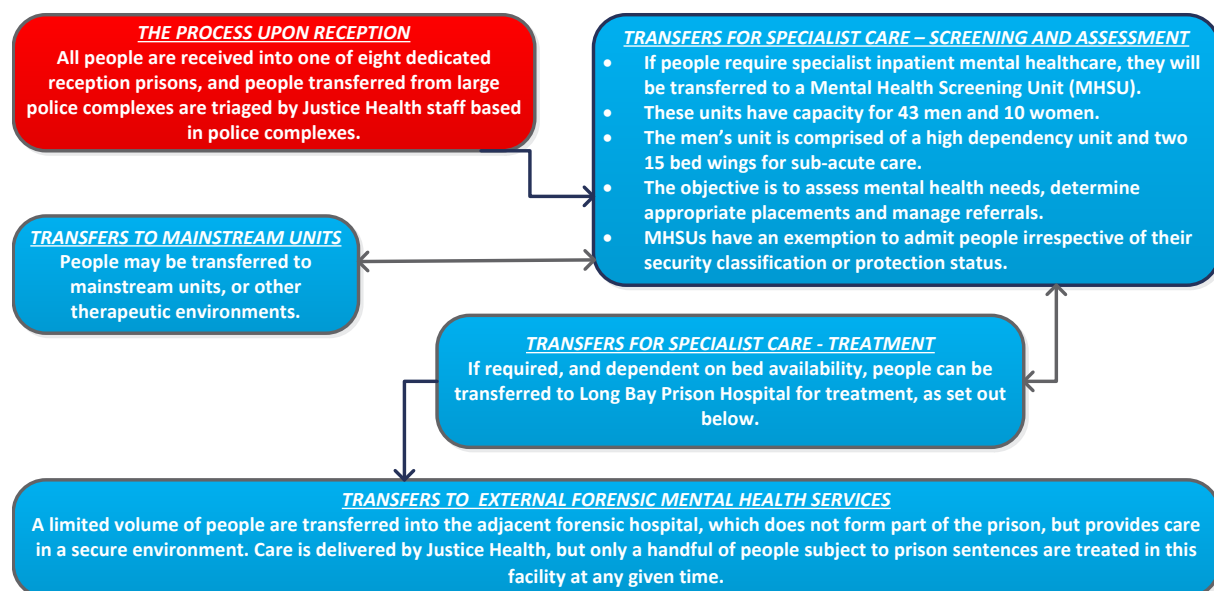 THE PROCESS UPON RECEPTION
All people are received into one of eight dedicated
reception prisons, and people transferred from large
police complexes are triaged by Justice Health staff based
in police complexes.
TRANSFERS FOR SPECIALIST CARE – SCREENING AND ASSESSMENT
• If people require specialist inpatient mental healthcare, they will
be transferred to a Mental Health Screening Unit (MHSU).
• These units have capacity for 43 men and 10 women.
• The men’s unit is comprised of a high dependency unit and two
15 bed wings for sub-acute care.
• The objective is to assess mental health needs, determine
appropriate placements and manage referrals.
• MHSUs have an exemption to admit people irrespective of their
security classification or protection status.
TRANSFERS TO MAINSTREAM UNITS
People may be transferred to
mainstream units, or other
therapeutic environments.
TRANSFERS FOR SPECIALIST CARE - TREATMENT
If required, and dependent on bed availability, people can be
transferred to Long Bay Prison Hospital for treatment, as set out
below.
TRANSFERS TO EXTERNAL FORENSIC MENTAL HEALTH SERVICES
A limited volume of people are transferred into the adjacent forensic hospital, which does not form part of the prison, but provides care
in a secure environment. Care is delivered by Justice Health, but only a handful of people subject to prison sentences are treated in this
facility at any given time.